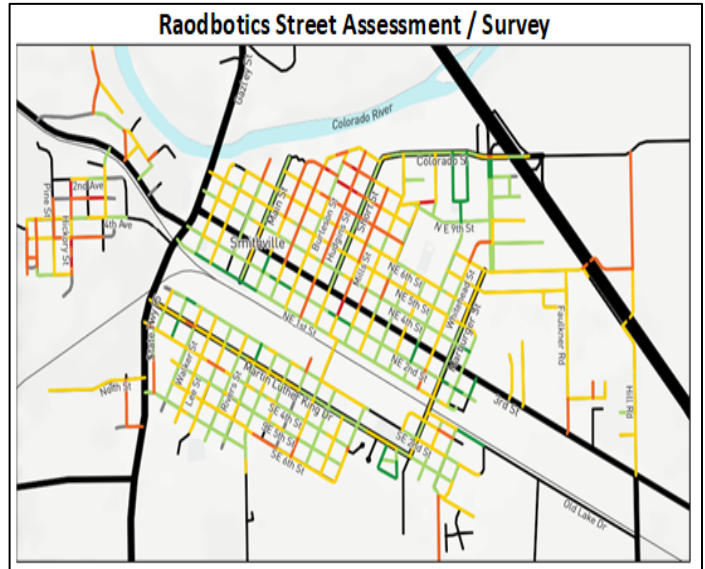 Raodbotics Street Assessment / Survey
Gazley St
Colorado River
Colorado St
2nd Ave
Pine St
Hickory St
4th Ave
Main St
Burleson St
Hudgins St
Short St
Mills St
Smithville
N E 9th St
NE 6th St
NE 5th St
NE 4th St
Whitehead St
NE 1st St
NE 2nd St
Faulkner Rd
Hill Rd
3rd St
North St
Walker St
Lee St
Rivers St
Martin Luther King Dr
SE 4th St
SE 5th St
SE 6th St
SE 2nd St
Old Lake Dr